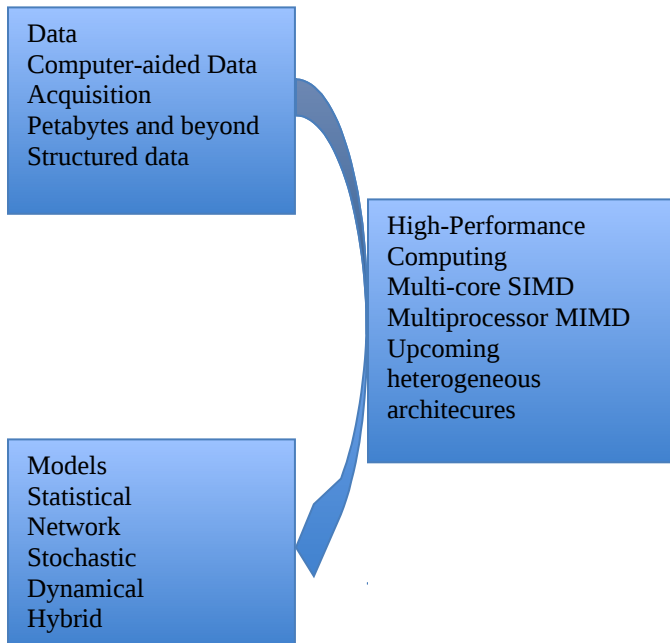 Data
Computer-aided Data
Acquisition
Petabytes and beyond
Structured data
High-Performance
Computing
Multi-core SIMD
Multiprocessor MIMD
Upcoming
heterogeneous
architecures
Models
Statistical
Network
Stochastic
Dynamical
Hybrid